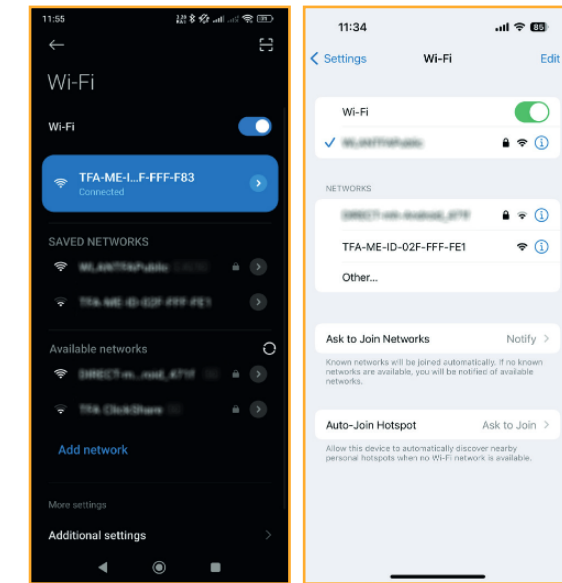 11:55
Wi-Fi
Wi-Fi
TFA-ME-I...F-FFF-F83
Connected
SAVED NETWORKS
Available networks
Add network
More settings
Additional settings
11:34
85
Settings
Wi-Fi
Edit
Wi-Fi
NETWORKS
TFA-ME-ID-02F-FFF-FE1
Other...
Ask to Join Networks
Notify
Known networks will be joined automatically. If no known
networks are available, you will be notified of available
networks.
Auto-Join Hotspot
Ask to Join
Allow this device to automatically discover nearby
personal hotspots when no Wi-Fi network is available.